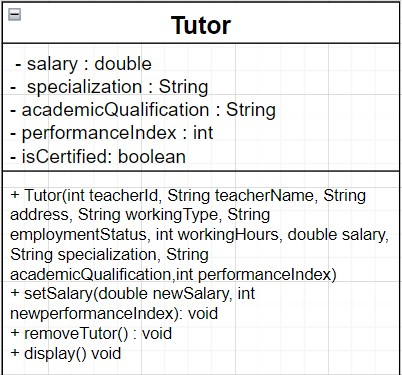 Tutor
- salary : double
- specialization : String
- academicQualification : String
- performanceIndex : int
- isCertified: boolean
+ Tutor(int teacherId, String teacherName, String
address, String workingType, String
employmentStatus, int workingHours, double salary,
String specialization, String
academicQualification,int performanceIndex)
+ setSalary(double newSalary, int
newperformanceIndex): void
+ removeTutor() : void
+ display() void